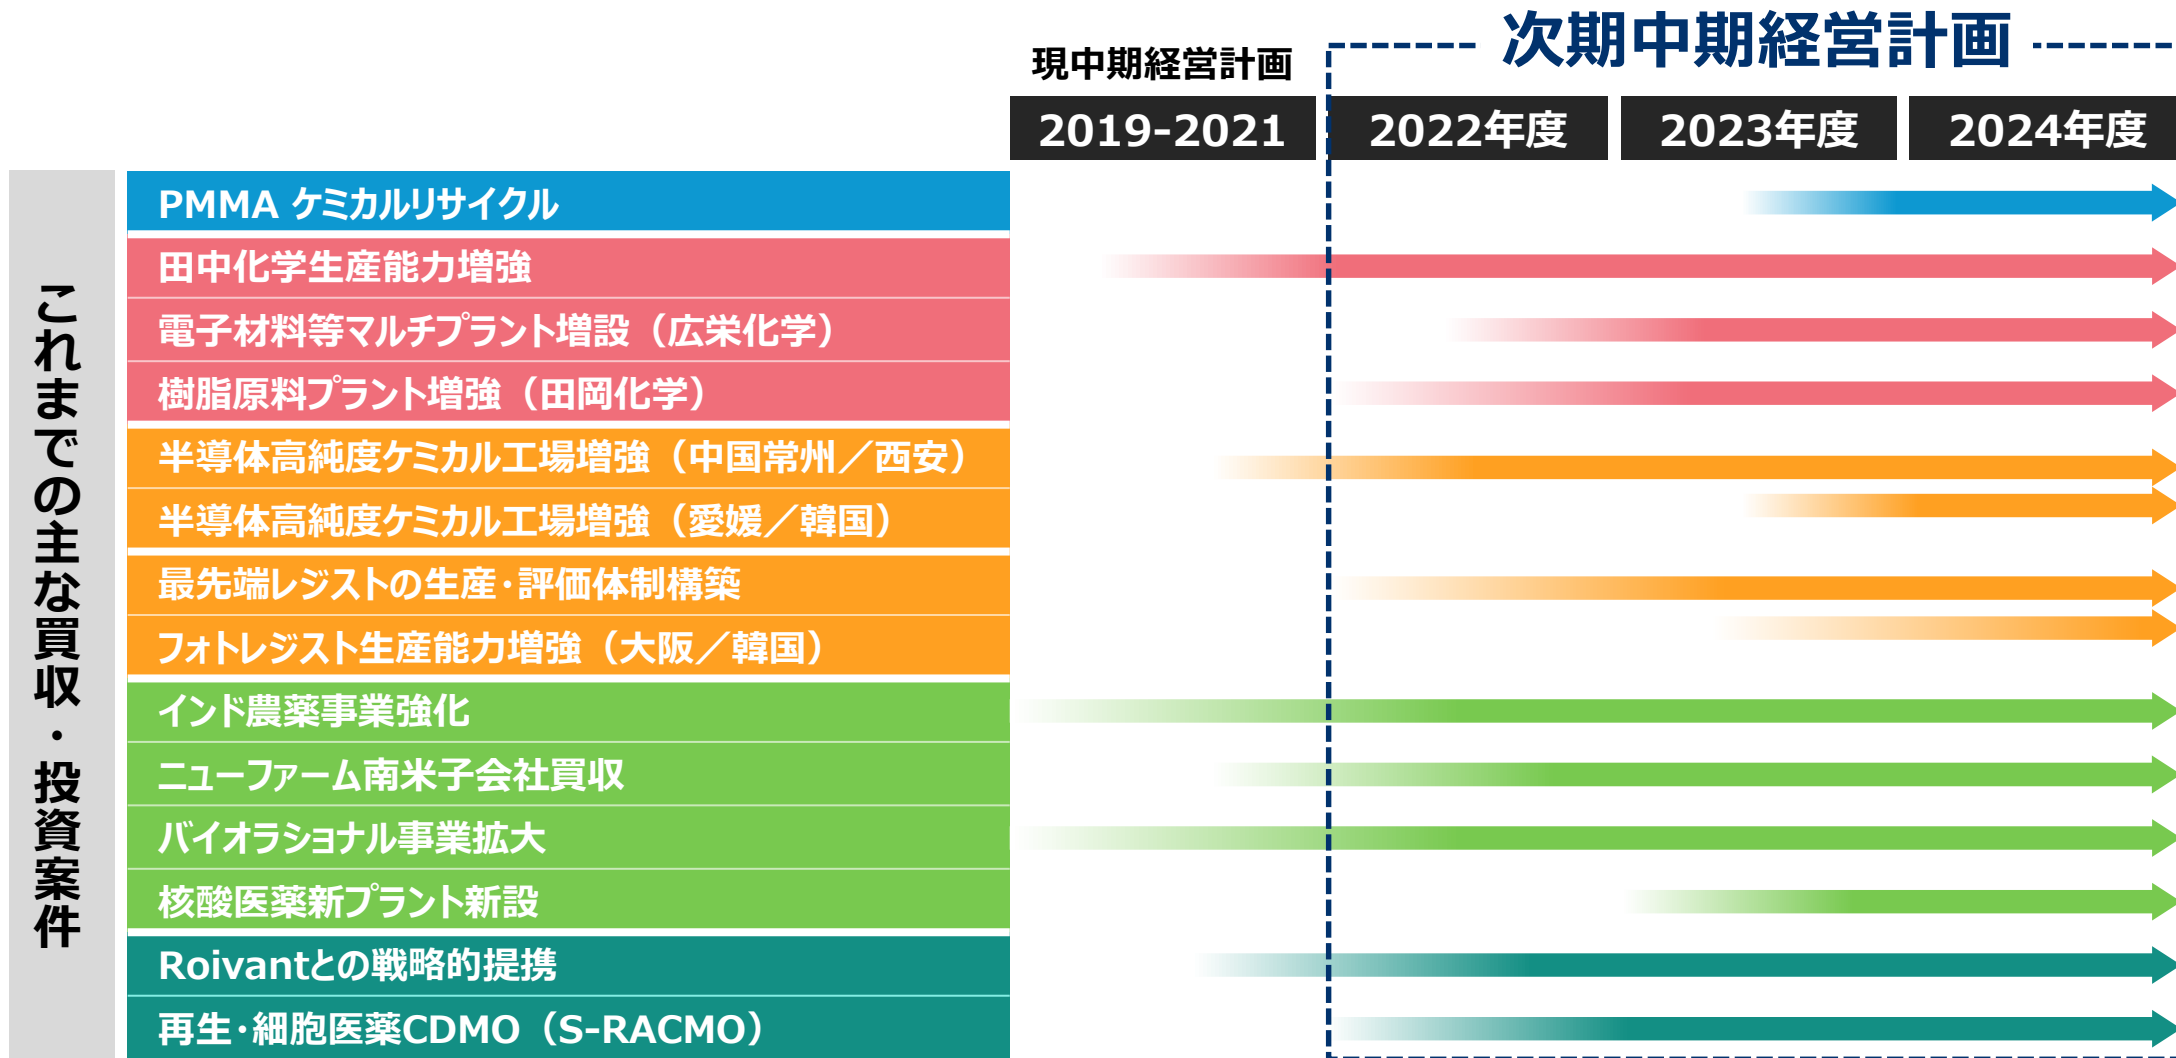 次期中期経営計画
現中期経営計画
2019-2021
2022年度
2023年度
2024年度
これまでの主な買収・投資案件
PMMA ケミカルリサイクル
田中化学生産能力増強
電子材料等マルチプラント増設（広栄化学）
樹脂原料プラント増強（田岡化学）
半導体高純度ケミカル工場増強（中国常州／西安）
半導体高純度ケミカル工場増強（愛媛／韓国）
最先端レジストの生産・評価体制構築
フォトレジスト生産能力増強（大阪／韓国）
インド農薬事業強化
ニューファーム南米子会社買収
バイオラショナル事業拡大
核酸医薬新プラント新設
Roivantとの戦略的提携
再生・細胞医薬CDMO（S-RACMO）